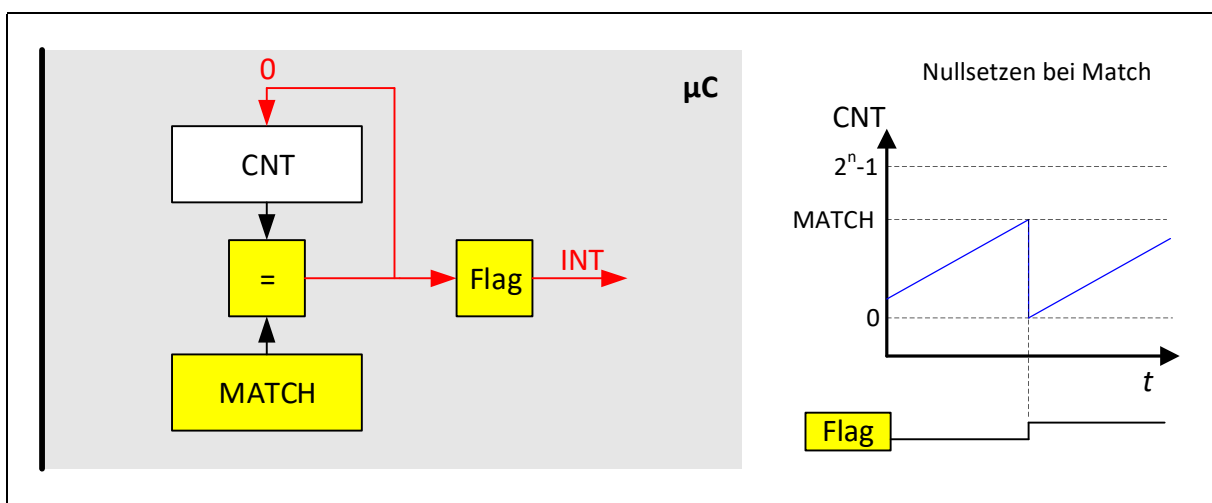 0
µC
CNT
=
Flag
INT
MATCH
Nullsetzen bei Match
CNT
2ⁿ-1
MATCH
0
t
Flag